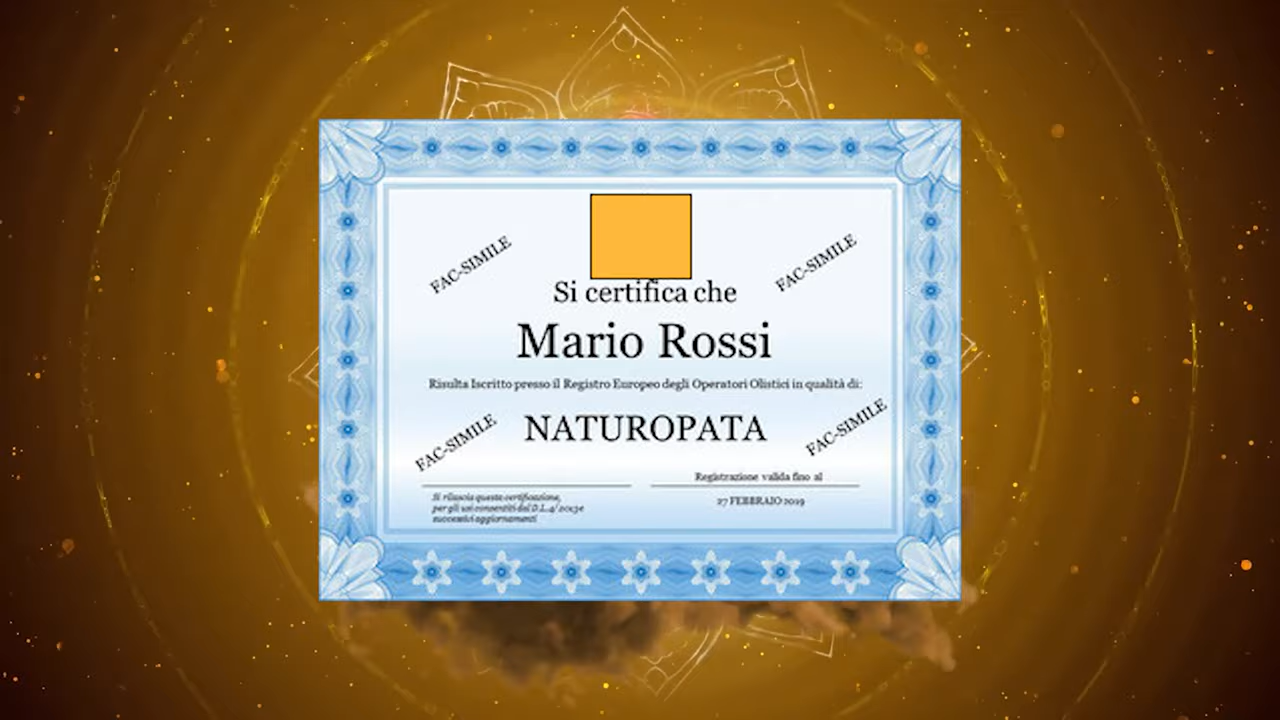 FAC-SIMILE
FAC-SIMILE
Si certifica che
Mario Rossi
Risulta Iscritto presso il Registro Europeo degli Operatori Olistici in qualità di:
FAC-SIMILE
NATUROPATA
FAC-SIMILE
Registrazione valida fino al
27 FEBBRAIO 2019
Si rilascia questa certificazione,
per gli usi consentiti dal D.L.4/2013e
successivi aggiornamenti